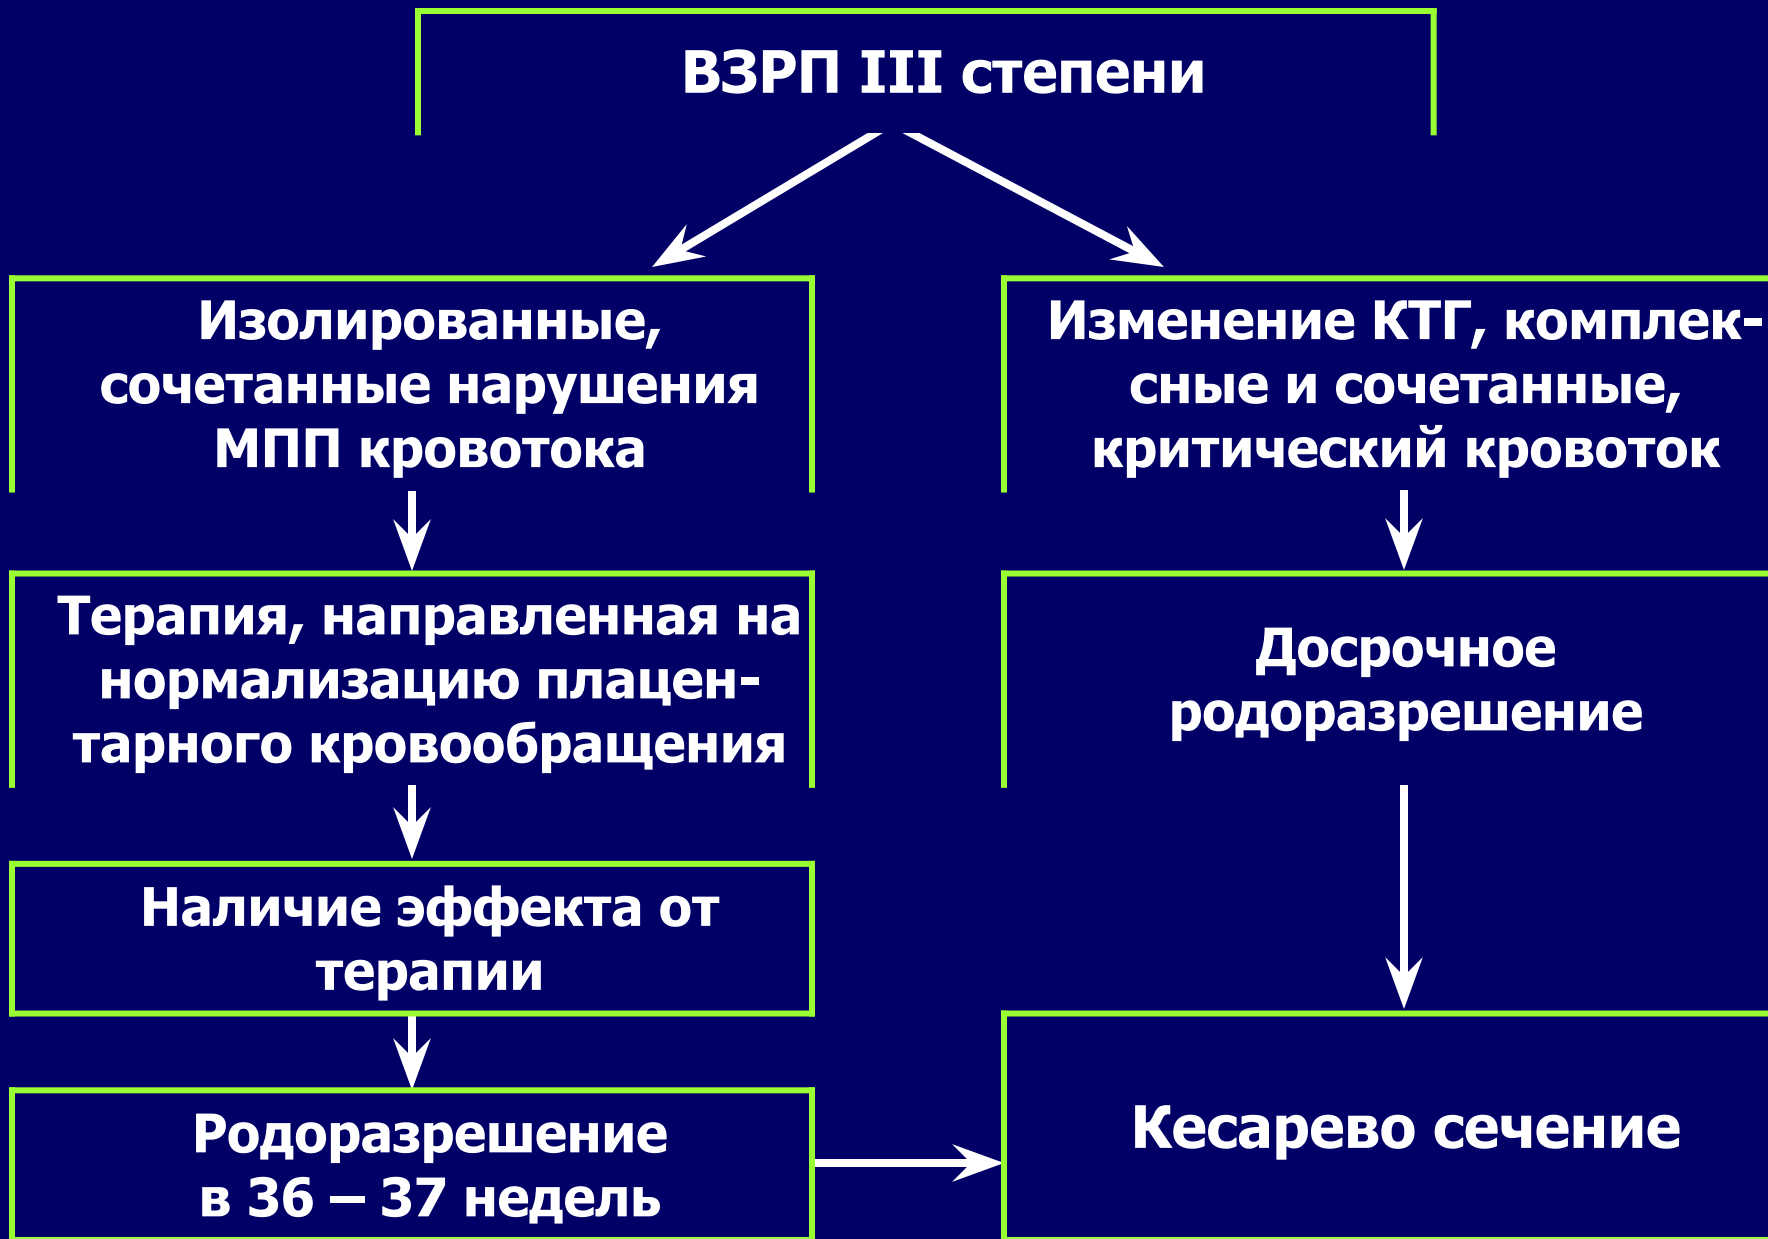 ВЗРП III степени
Изолированные,
сочетанные нарушения
МПП кровотока
Изменение КТГ, комплек-
сные и сочетанные,
критический кровоток
Терапия, направленная на
нормализацию плацен-
тарного кровообращения
Досрочное
родоразрешение
Наличие эффекта от
терапии
Родоразрешение
в 36 – 37 недель
Кесарево сечение